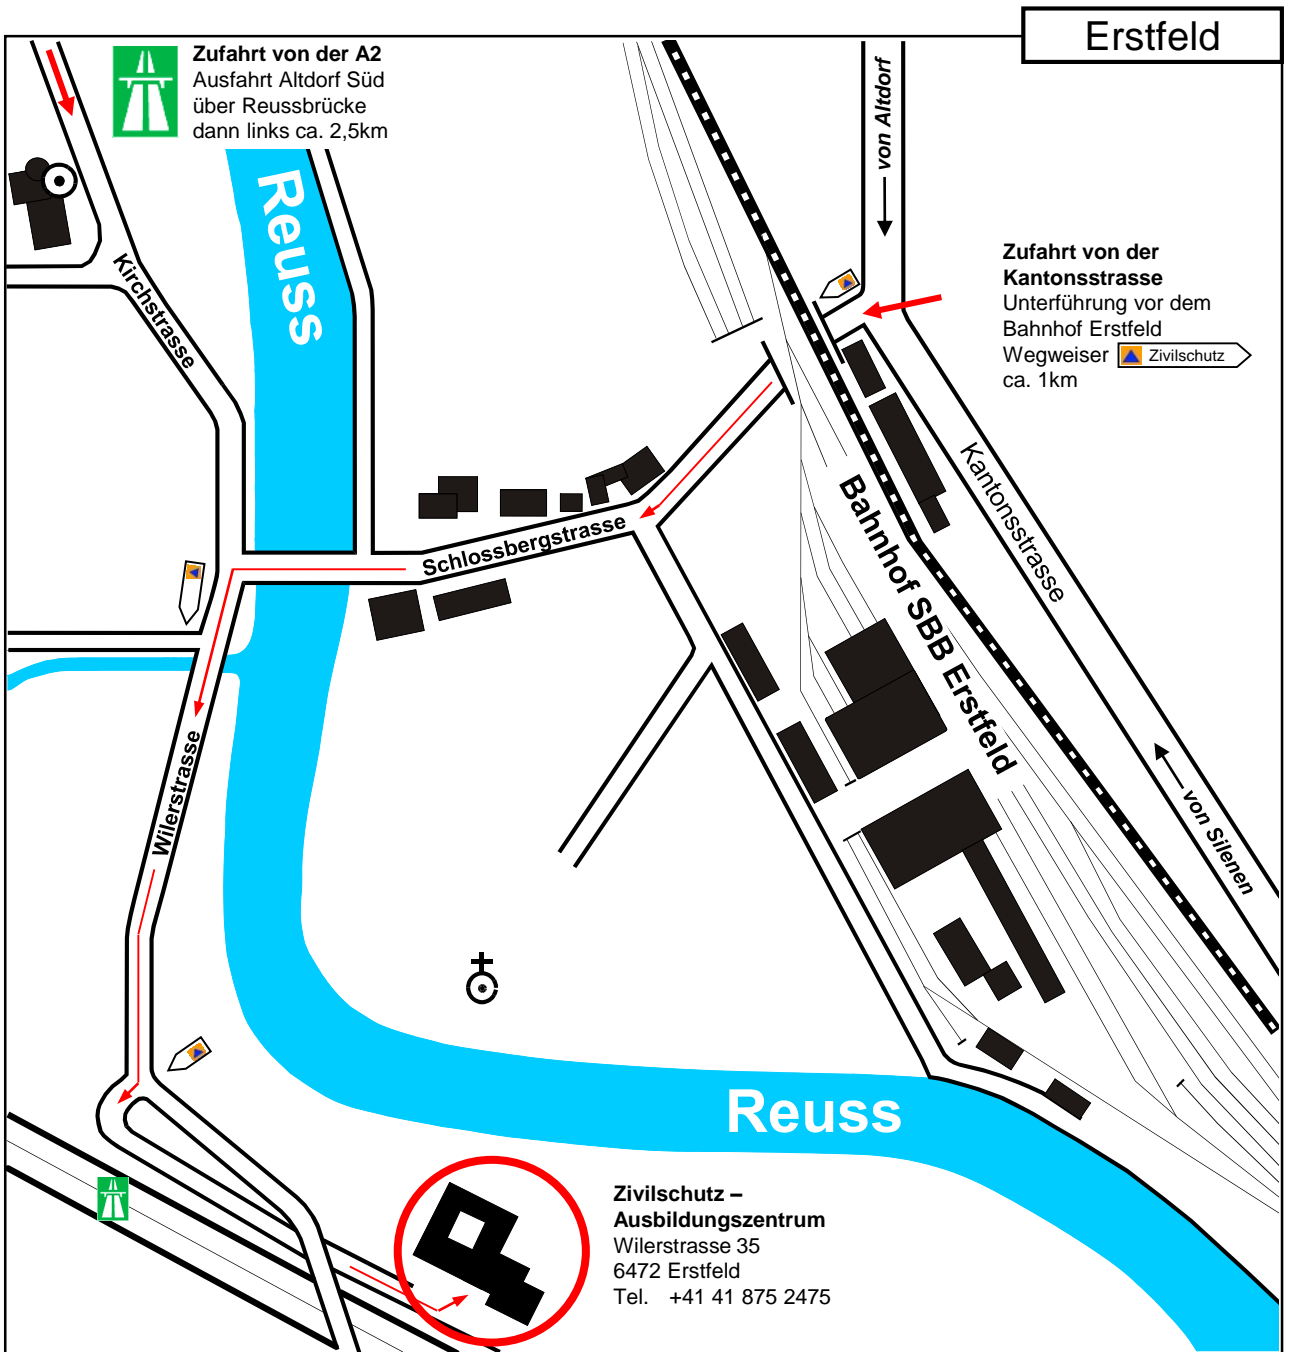 Erstfeld
Zufahrt von der A2
Ausfahrt Altdorf Süd
über Reussbrücke
dann links ca. 2,5km
von Altdorf
Reuss
Zufahrt von der
Kantonsstrasse
Unterführung vor dem
Bahnhof Erstfeld
Wegweiser Zivilschutz
ca. 1km
Kirchstrasse
Kantonsstrasse
Schlossbergstrasse
Bahnhof SBB Erstfeld
Wilerstrasse
von Silenen
Reuss
Zivilschutz –
Ausbildungszentrum
Wilerstrasse 35
6472 Erstfeld
Tel. +41 41 875 2475